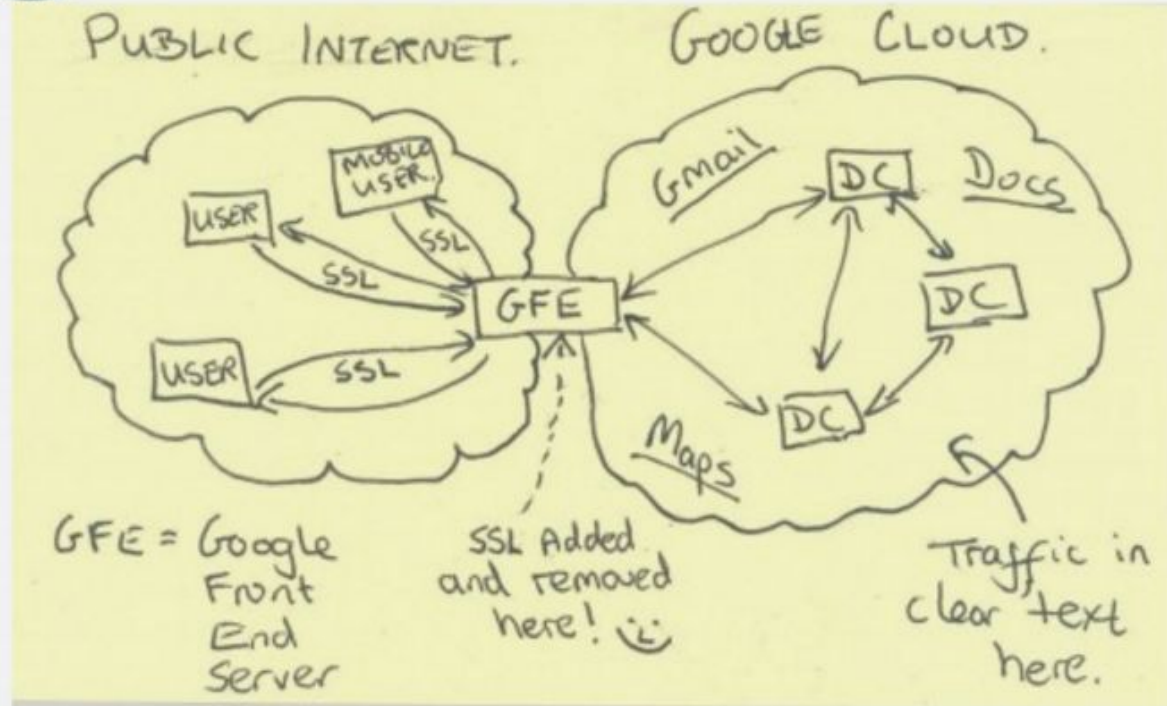 PUBLIC INTERNET.
GOOGLE CLOUD.
MOBILE
USER.
USER
SSL
SSL
GFE
USER
SSL
Gmail
DC
Docs
DC
DC
Maps
GFE = Google
Front
End
Server
SSL Added
and removed
here!
Traffic in
clear text
here.